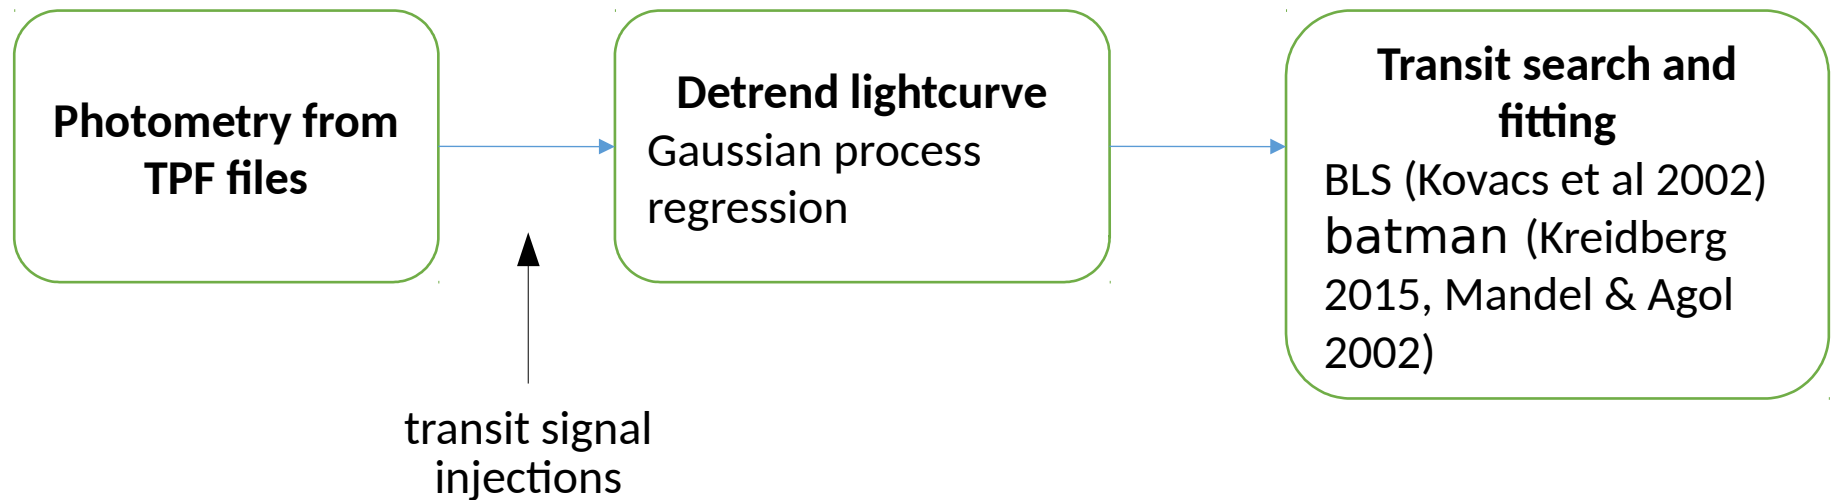 Photometry from
TPF files
Detrend lightcurve
Gaussian process
regression
Transit search and
fitting
BLS (Kovacs et al 2002)
batman (Kreidberg
2015, Mandel & Agol
2002)
transit signal
injections